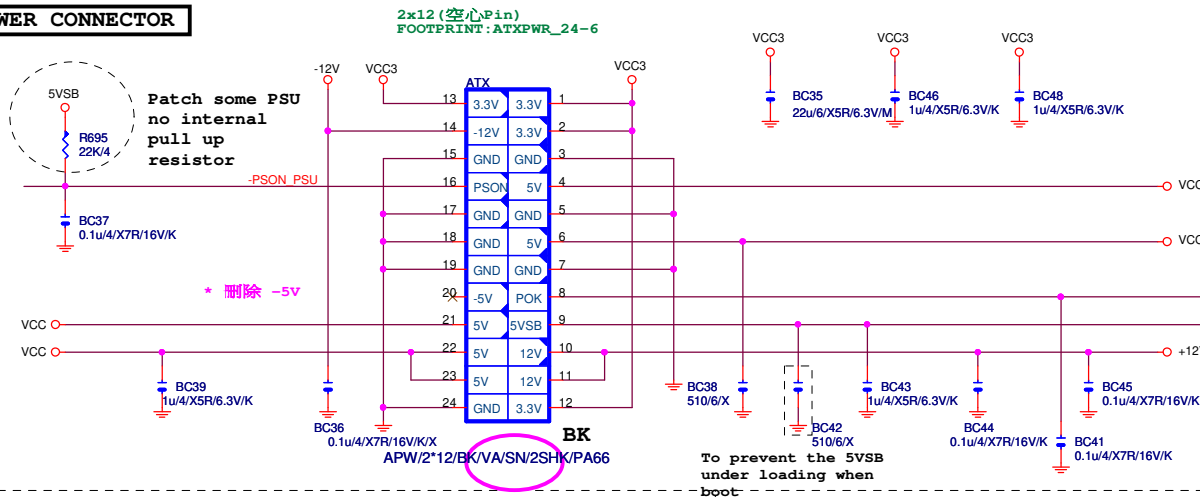 WER CONNECTOR
2x12(空心Pin)
FOOTPRINT:ATXPWR_24-6
5VSB
R695
22K/4
Patch some PSU
no internal
pull up
resistor
-PSON_PSU
BC37
0.1u/4/X7R/16V/K
* 删除 -5V
VCC
VCC
BC39
1u/4/X5R/6.3V/K
-12V
VCC3
BC36
0.1u/4/X7R/16V/K/X
ATX
13 3.3V 3.3V 1
14 -12V 3.3V 2
15 GND GND 3
16 PSON 5V 4
17 GND GND 5
18 GND 5V 6
19 GND GND 7
20 -5V POK 8
21 5V 5VSB 9
22 5V 12V 10
23 5V 12V 11
24 GND 3.3V 12
BK
APW/2*12/BK/VA/SN/2SHK/PA66
VCC3
VCC3
BC35
22u/6/X5R/6.3V/M
VCC3
BC46
1u/4/X5R/6.3V/K
VCC3
BC48
1u/4/X5R/6.3V/K
VCC
VCC
+12V
BC38
510/6/X
BC42
510/6/X
BC43
1u/4/X5R/6.3V/K
BC44
0.1u/4/X7R/16V/K
BC45
0.1u/4/X7R/16V/K
BC41
0.1u/4/X7R/16V/K
To prevent the 5VSB
under loading when
boot